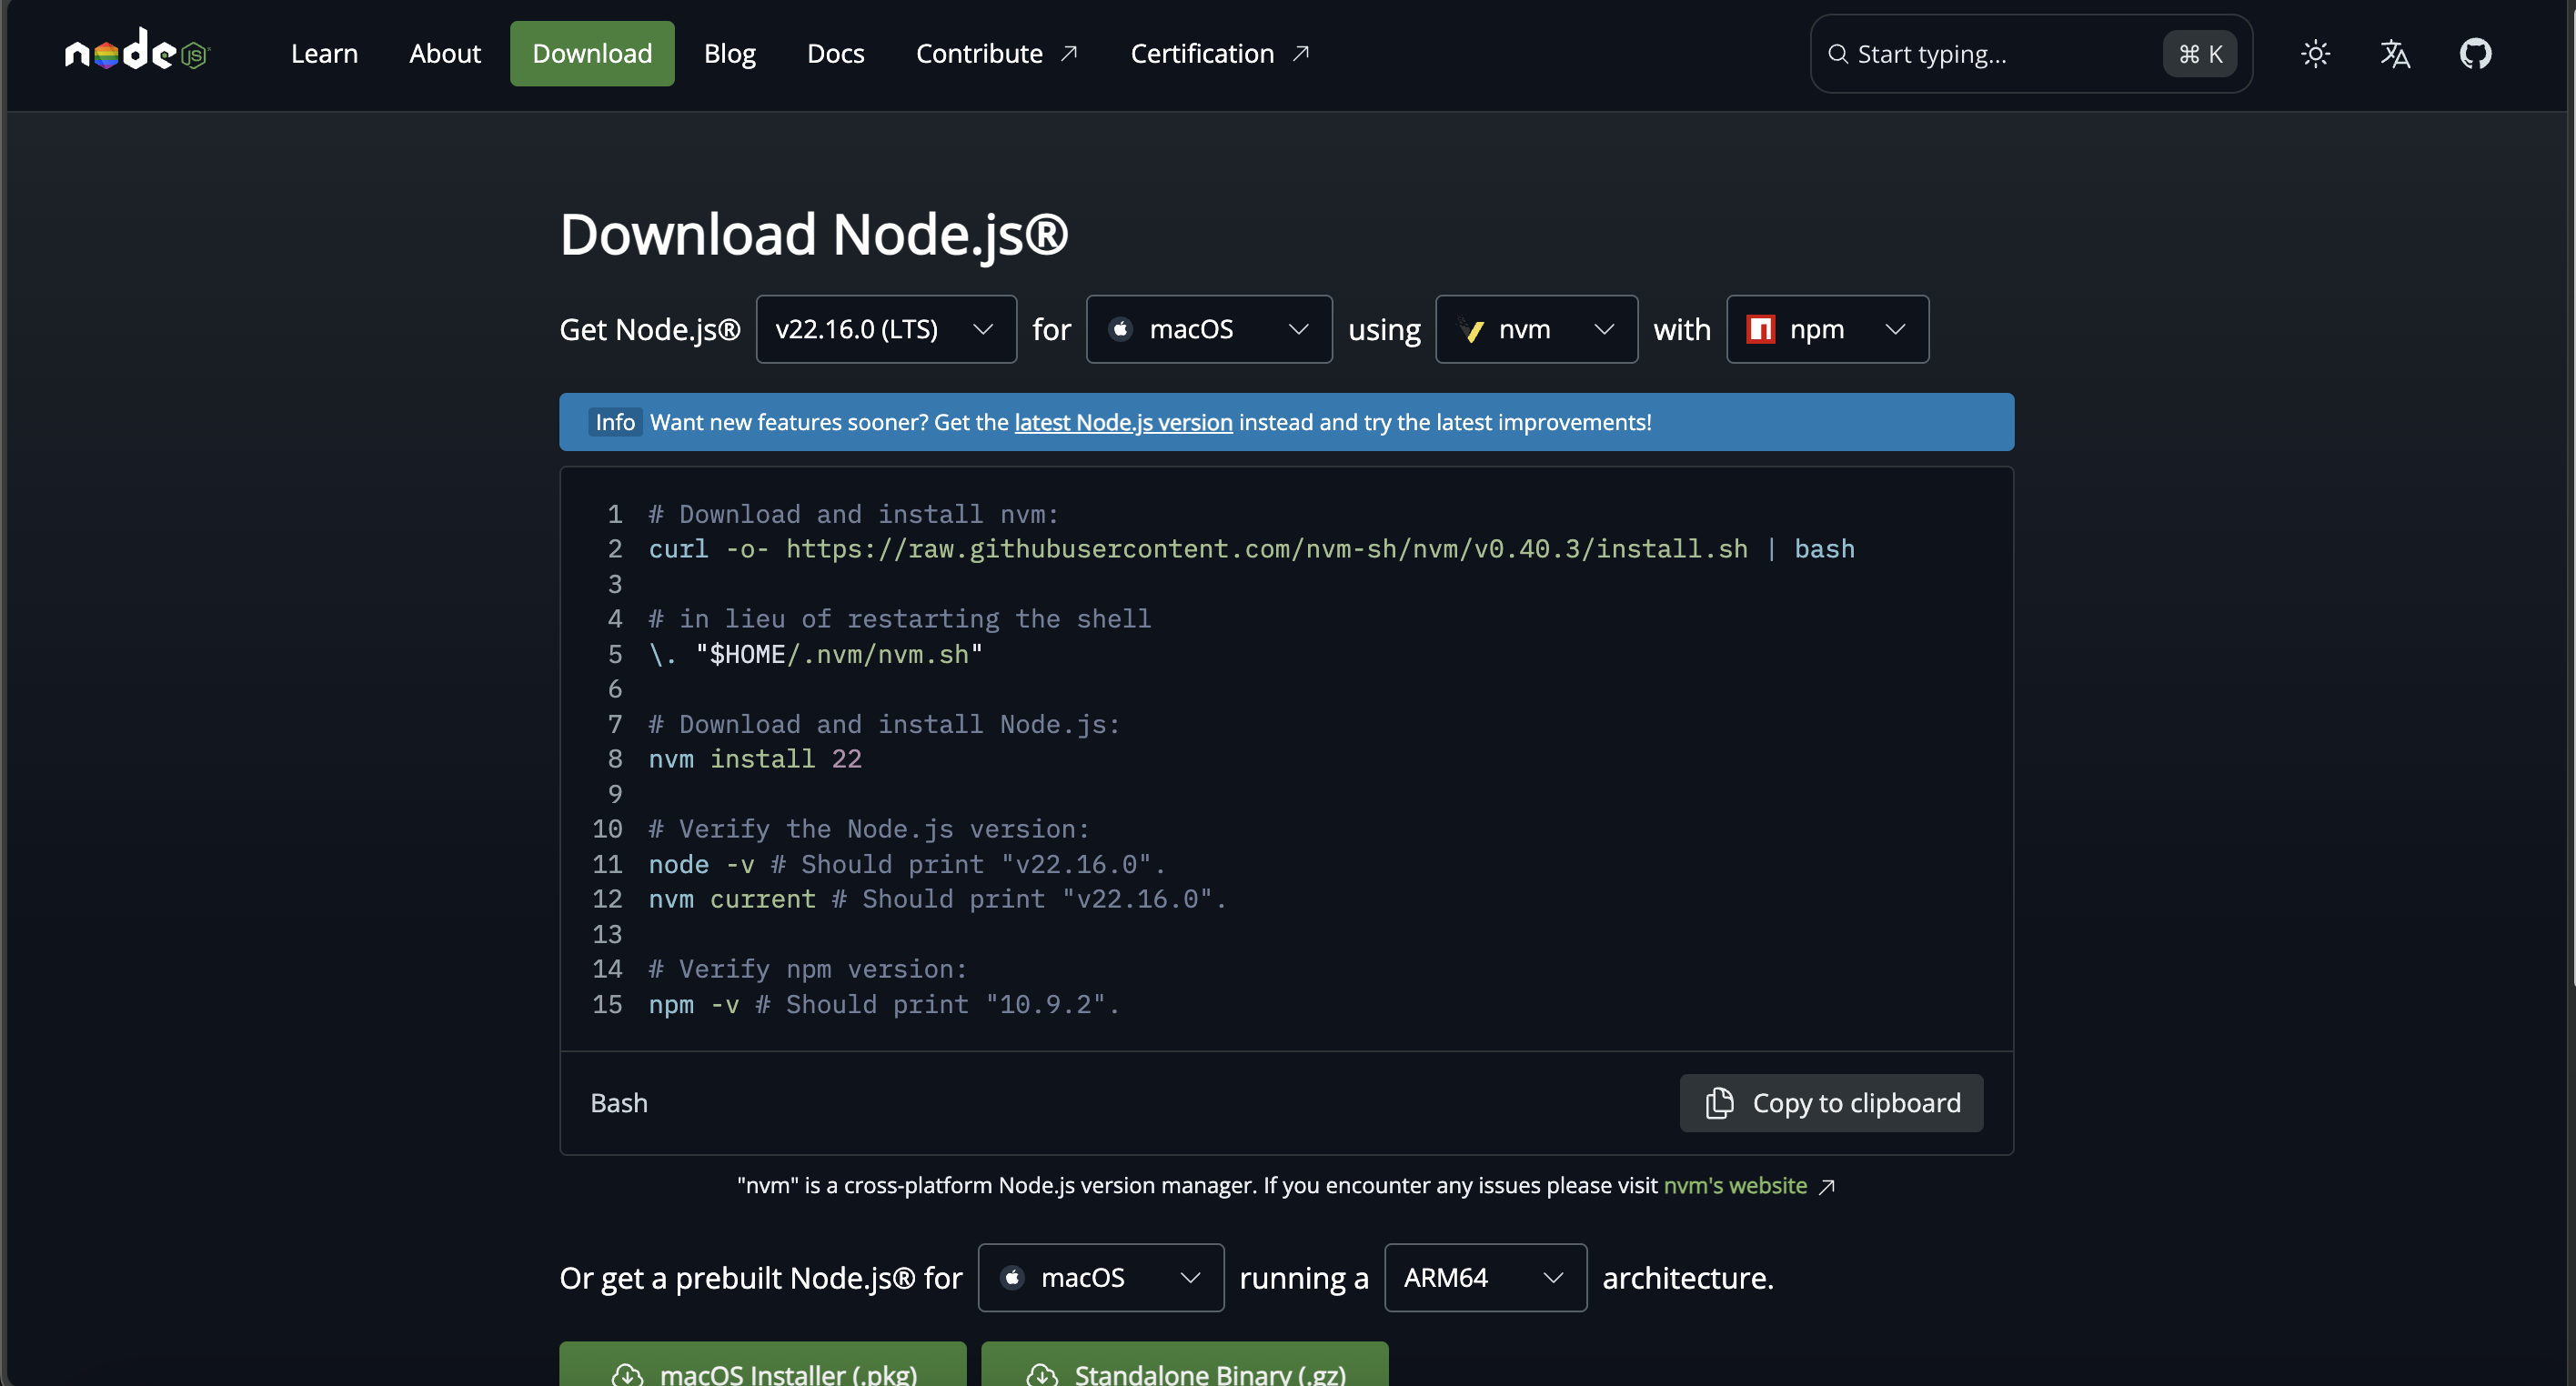 node JS
Learn About Download Blog Docs Contribute ↗ Certification ↗ Start typing... ⌘ K
Download Node.js®
Get Node.js® v22.16.0 (LTS) for macOS using nvm with npm
Info Want new features sooner? Get the latest Node.js version instead and try the latest improvements!
1 # Download and install nvm:
2 curl -o- https://raw.githubusercontent.com/nvm-sh/nvm/v0.40.3/install.sh | bash
3
4 # in lieu of restarting the shell
5 \. "$HOME/.nvm/nvm.sh"
6
7 # Download and install Node.js:
8 nvm install 22
9
10 # Verify the Node.js version:
11 node -v # Should print "v22.16.0".
12 nvm current # Should print "v22.16.0".
13
14 # Verify npm version:
15 npm -v # Should print "10.9.2".
Bash Copy to clipboard
"nvm" is a cross-platform Node.js version manager. If you encounter any issues please visit nvm's website ↗
Or get a prebuilt Node.js® for macOS running a ARM64 architecture.
macOS Installer (.pkg) Standalone Binary (.gz)